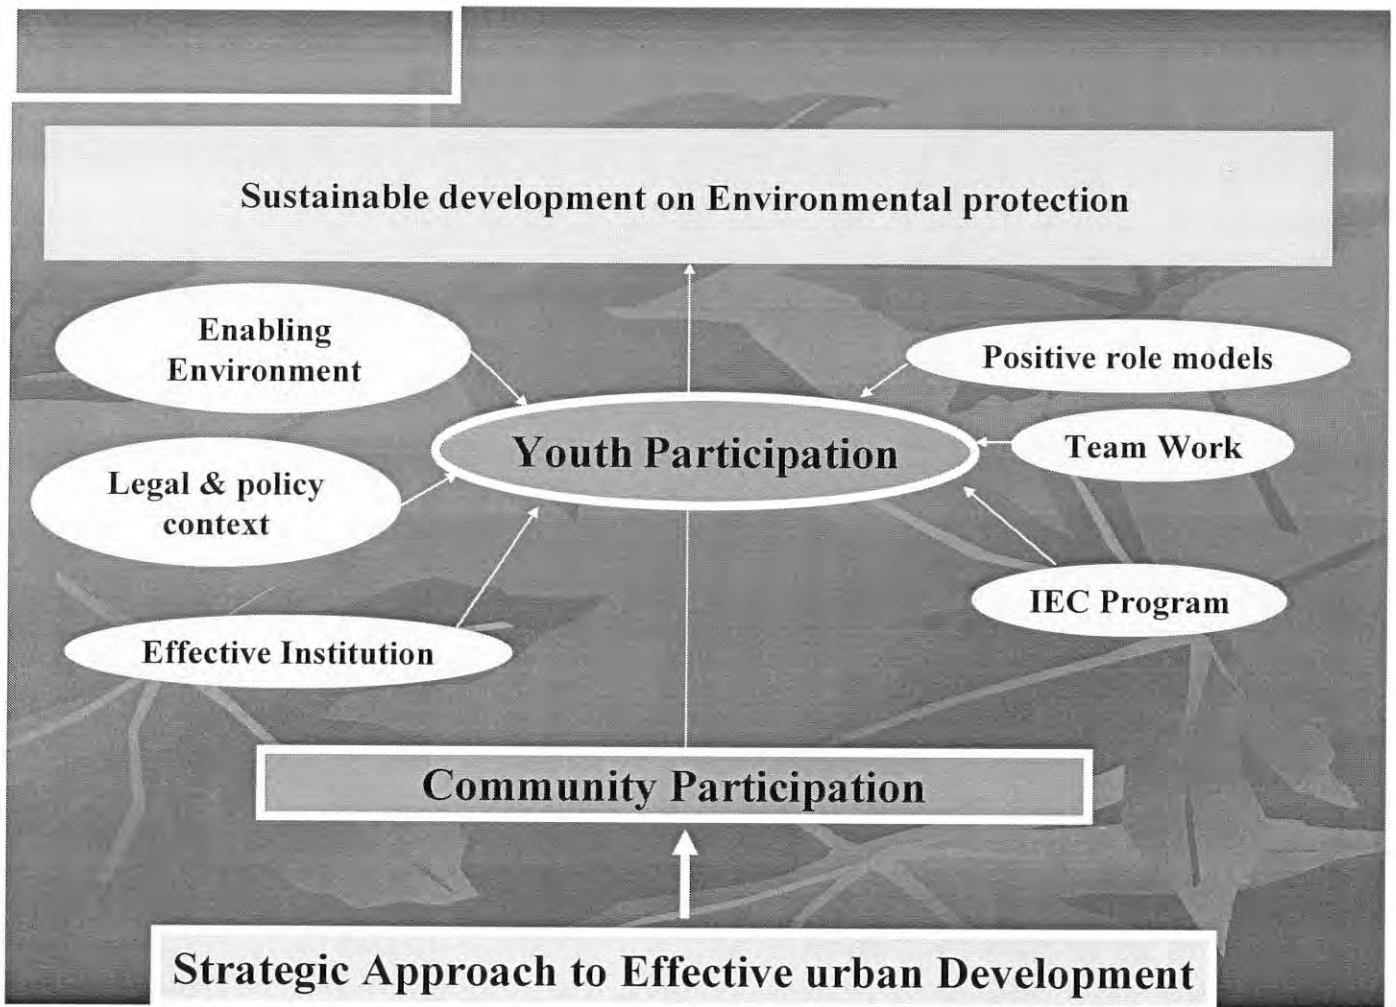 Sustainable development on Environmental protection
Enabling
Environment
Positive role models
Youth Participation
Team Work
Legal & policy
context
IEC Program
Effective Institution
Community Participation
Strategic Approach to Effective urban Development